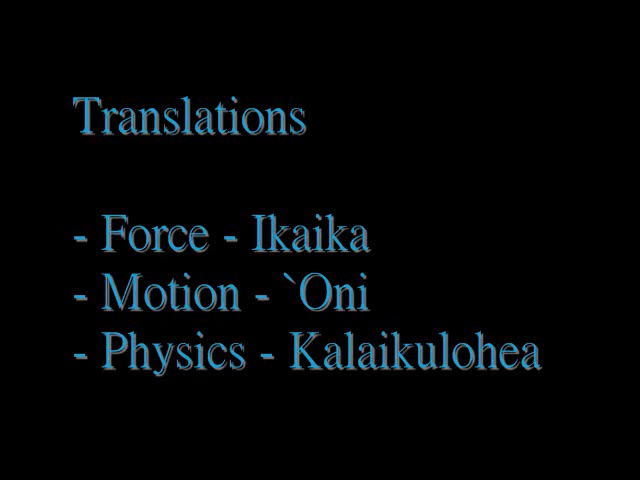 Translations
- Force - Ikaika
- Motion - `Oni
- Physics - Kalaikulohea